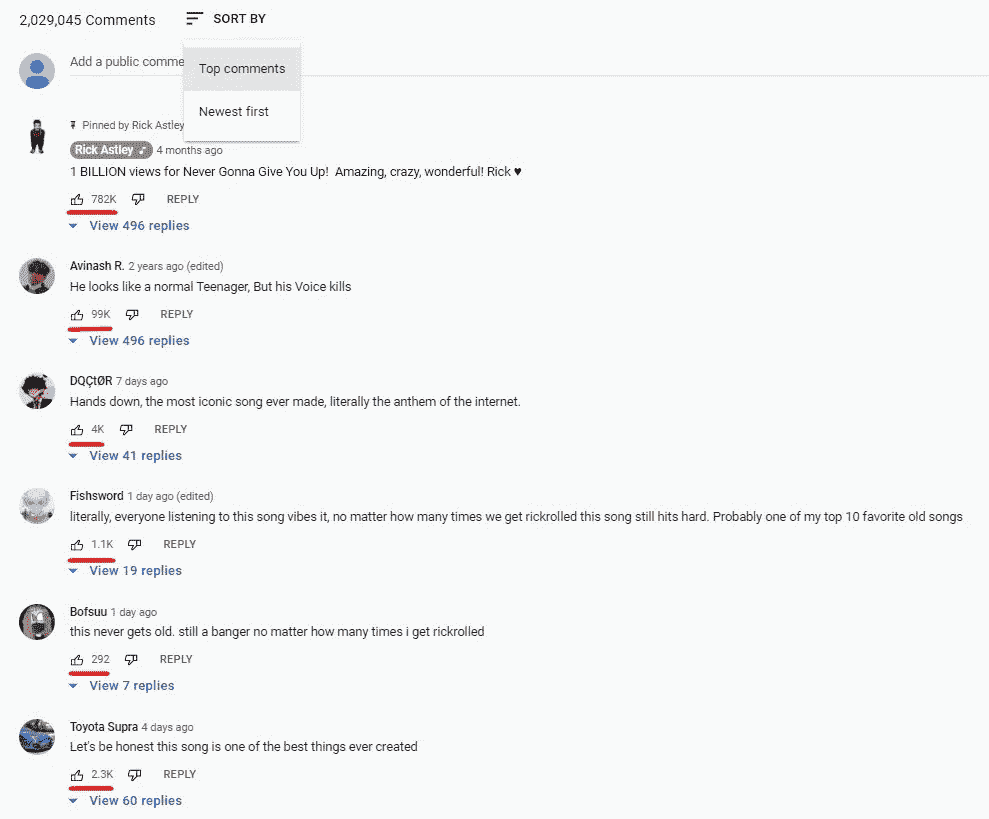 2,029,045 Comments SORT BY
Top comments
Newest first
Add a public comme
Pinned by Rick Astley
Rick Astley 4 months ago
1 BILLION views for Never Gonna Give You Up! Amazing, crazy, wonderful! Rick ♥
782K REPLY
View 496 replies
Avinash R. 2 years ago (edited)
He looks like a normal Teenager, But his Voice kills
99K REPLY
View 496 replies
DQÇtØR 7 days ago
Hands down, the most iconic song ever made, literally the anthem of the internet.
4K REPLY
View 41 replies
Fishsword 1 day ago (edited)
literally, everyone listening to this song vibes it, no matter how many times we get rickrolled this song still hits hard. Probably one of my top 10 favorite old songs
1.1K REPLY
View 19 replies
Bofsuu 1 day ago
this never gets old. still a banger no matter how many times i get rickrolled
292 REPLY
View 7 replies
Toyota Supra 4 days ago
Let's be honest this song is one of the best things ever created
2.3K REPLY
View 60 replies